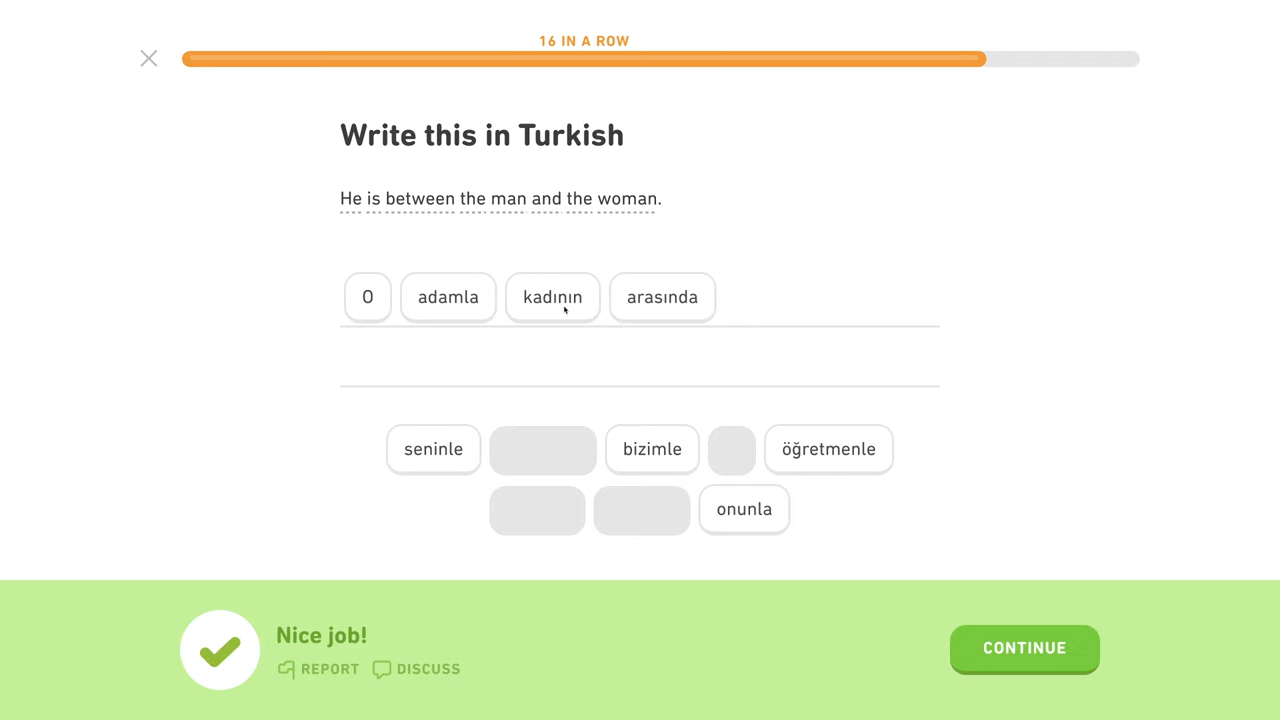 16 IN A ROW
Write this in Turkish
He is between the man and the woman.
O adamla kadının arasında
seninle bizimle öğretmenle
onunla
Nice job!
REPORT DISCUSS
CONTINUE